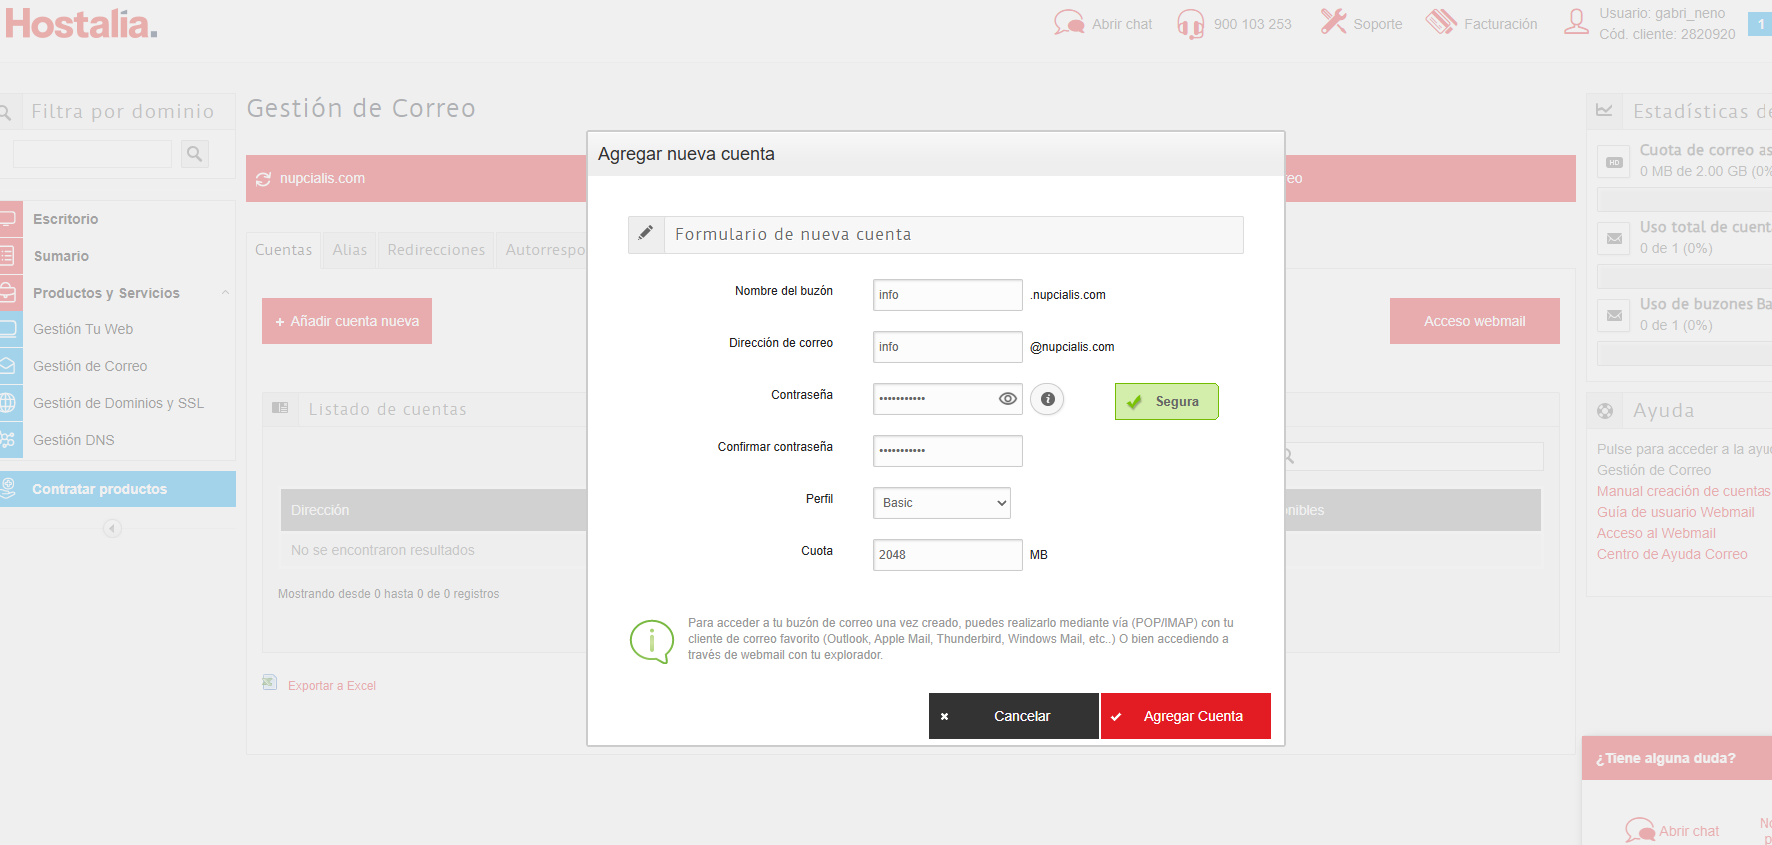 Hostalia.
Abrir chat
900 103 253
Soporte
Facturación
Usuario: gabri_neno
Cód. cliente: 2820920
1
Filtra por dominio
Escritorio
Sumario
Productos y Servicios
Gestión Tu Web
Gestión de Correo
Gestión de Dominios y SSL
Gestión DNS
Contratar productos
Gestión de Correo
nupcialis.com
reo
Cuentas
Alias
Redirecciones
Autorrespo
+ Añadir cuenta nueva
Acceso webmail
Listado de cuentas
Dirección
nibles
No se encontraron resultados
Mostrando desde 0 hasta 0 de 0 registros
Exportar a Excel
Agregar nueva cuenta
Formulario de nueva cuenta
Nombre del buzón
info
.nupcialis.com
Dirección de correo
info
@nupcialis.com
Contraseña
•••••••••••
Segura
Confirmar contraseña
•••••••••••
Perfil
Basic
Cuota
2048
MB
Para acceder a tu buzón de correo una vez creado, puedes realizarlo mediante vía (POP/IMAP) con tu
cliente de correo favorito (Outlook, Apple Mail, Thunderbird, Windows Mail, etc..) O bien accediendo a
través de webmail con tu explorador.
Cancelar
Agregar Cuenta
Estadísticas de
HD
Cuota de correo as
0 MB de 2.00 GB (0%
Uso total de cuent
0 de 1 (0%)
Uso de buzones Ba
0 de 1 (0%)
Ayuda
Pulse para acceder a la ayud
Gestión de Correo
Manual creación de cuentas
Guía de usuario Webmail
Acceso al Webmail
Centro de Ayuda Correo
¿Tiene alguna duda?
Abrir chat
No
p